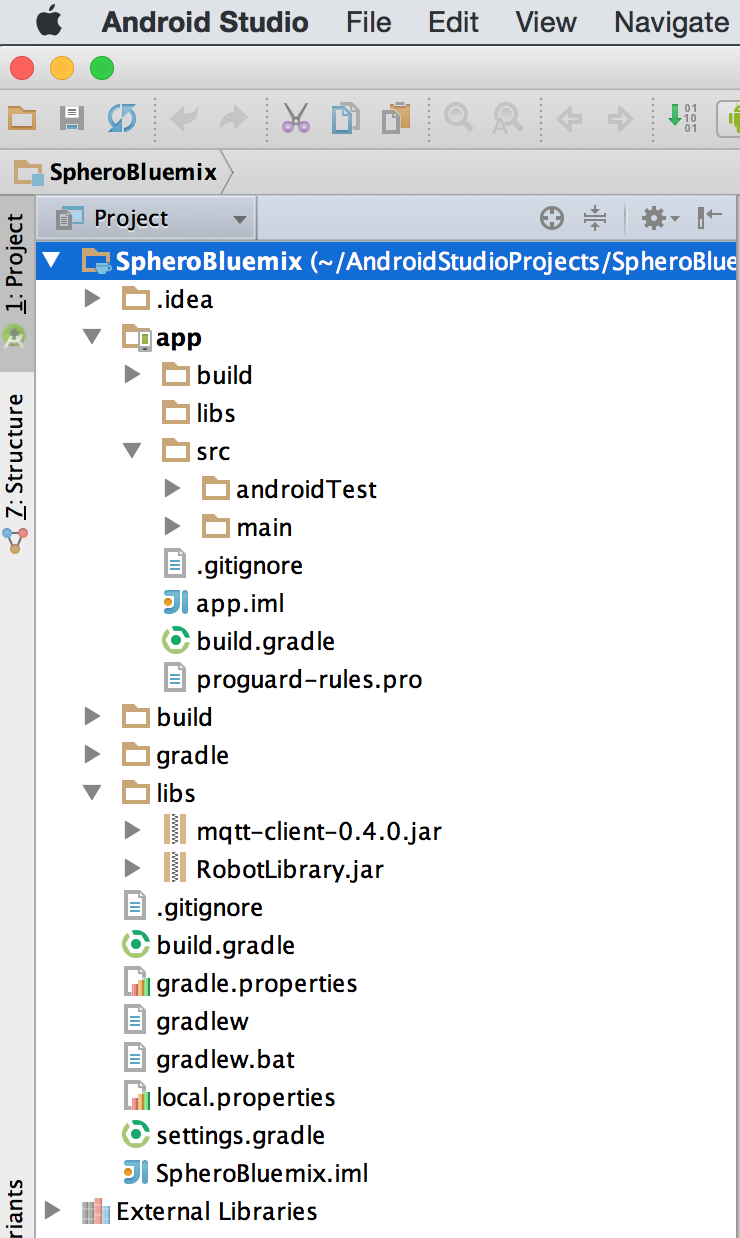 Android Studio File Edit View Navigate
SpheroBluemix
Project
1: Project
7: Structure
SpheroBluemix (~/AndroidStudioProjects/SpheroBlue
.idea
app
build
libs
src
androidTest
main
.gitignore
app.iml
build.gradle
proguard-rules.pro
build
gradle
libs
mqtt-client-0.4.0.jar
RobotLibrary.jar
.gitignore
build.gradle
gradle.properties
gradlew
gradlew.bat
local.properties
settings.gradle
SpheroBluemix.iml
External Libraries
riants